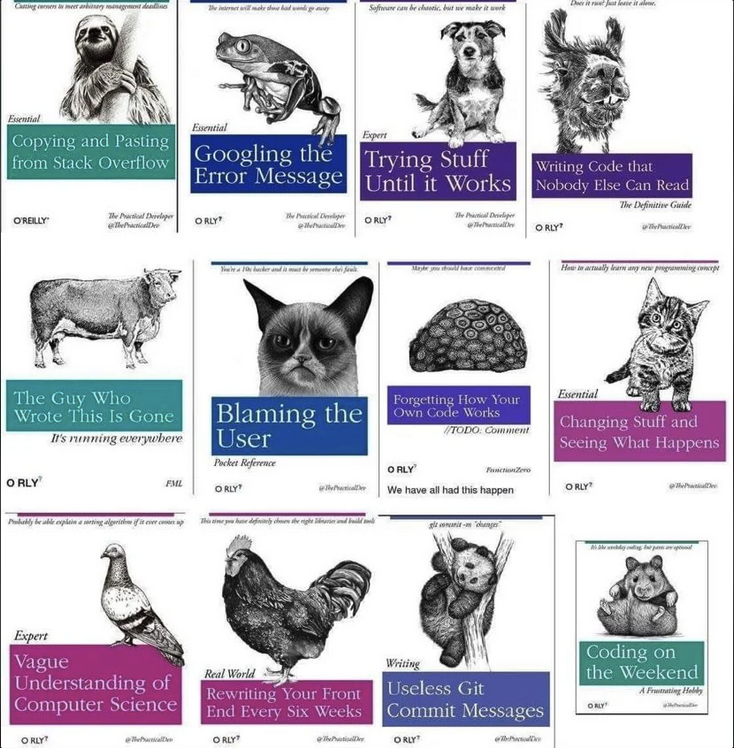 Cutting corners to meet arbitrary management deadlines
Essential
Copying and Pasting
from Stack Overflow
O'REILLY®
The Practical Developer
@ThePracticalDev
The internet will make those bad words go away
Essential
Googling the
Error Message
O RLY?
The Practical Developer
@ThePracticalDev
Software can be chaotic, but we make it work
Expert
Trying Stuff
Until it Works
O RLY?
The Practical Developer
@ThePracticalDev
Does it run? Just leave it alone.
Writing Code that
Nobody Else Can Read
The Definitive Guide
O RLY?
@ThePracticalDev
The Guy Who
Wrote This Is Gone
It's running everywhere
O RLY?
FML
You're a 10x hacker and it must be someone else's fault.
Blaming the
User
Pocket Reference
O RLY?
@ThePracticalDev
Maybe you should have commented
Forgetting How Your
Own Code Works
//TODO: Comment
O RLY?
FunctionZero
We have all had this happen
How to actually learn any new programming concept
Essential
Changing Stuff and
Seeing What Happens
O RLY?
@ThePracticalDev
Probably be able explain a sorting algorithm if it ever comes up
Expert
Vague
Understanding of
Computer Science
O RLY?
@ThePracticalDev
This time you have definitely chosen the right libraries and build tools
Real World
Rewriting Your Front
End Every Six Weeks
O RLY?
@ThePracticalDev
git commit -m "changes"
Writing
Useless Git
Commit Messages
O RLY?
@ThePracticalDev
It's like weekday coding, but pants are optional
Coding on
the Weekend
A Frustrating Hobby
O RLY?
@ThePracticalDev